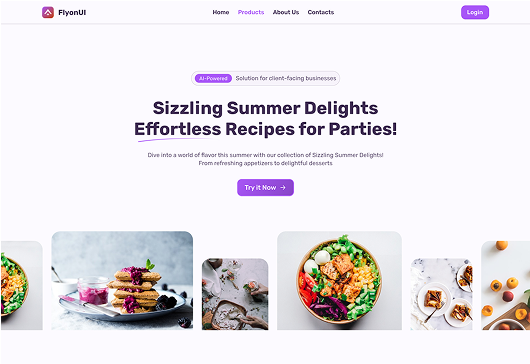 FlyonUI
Home Products About Us Contacts
Login
AI-Powered Solution for client-facing businesses
Sizzling Summer Delights
Effortless Recipes for Parties!
Dive into a world of flavor this summer with our collection of Sizzling Summer Delights!
From refreshing appetizers to delightful desserts
Try it Now